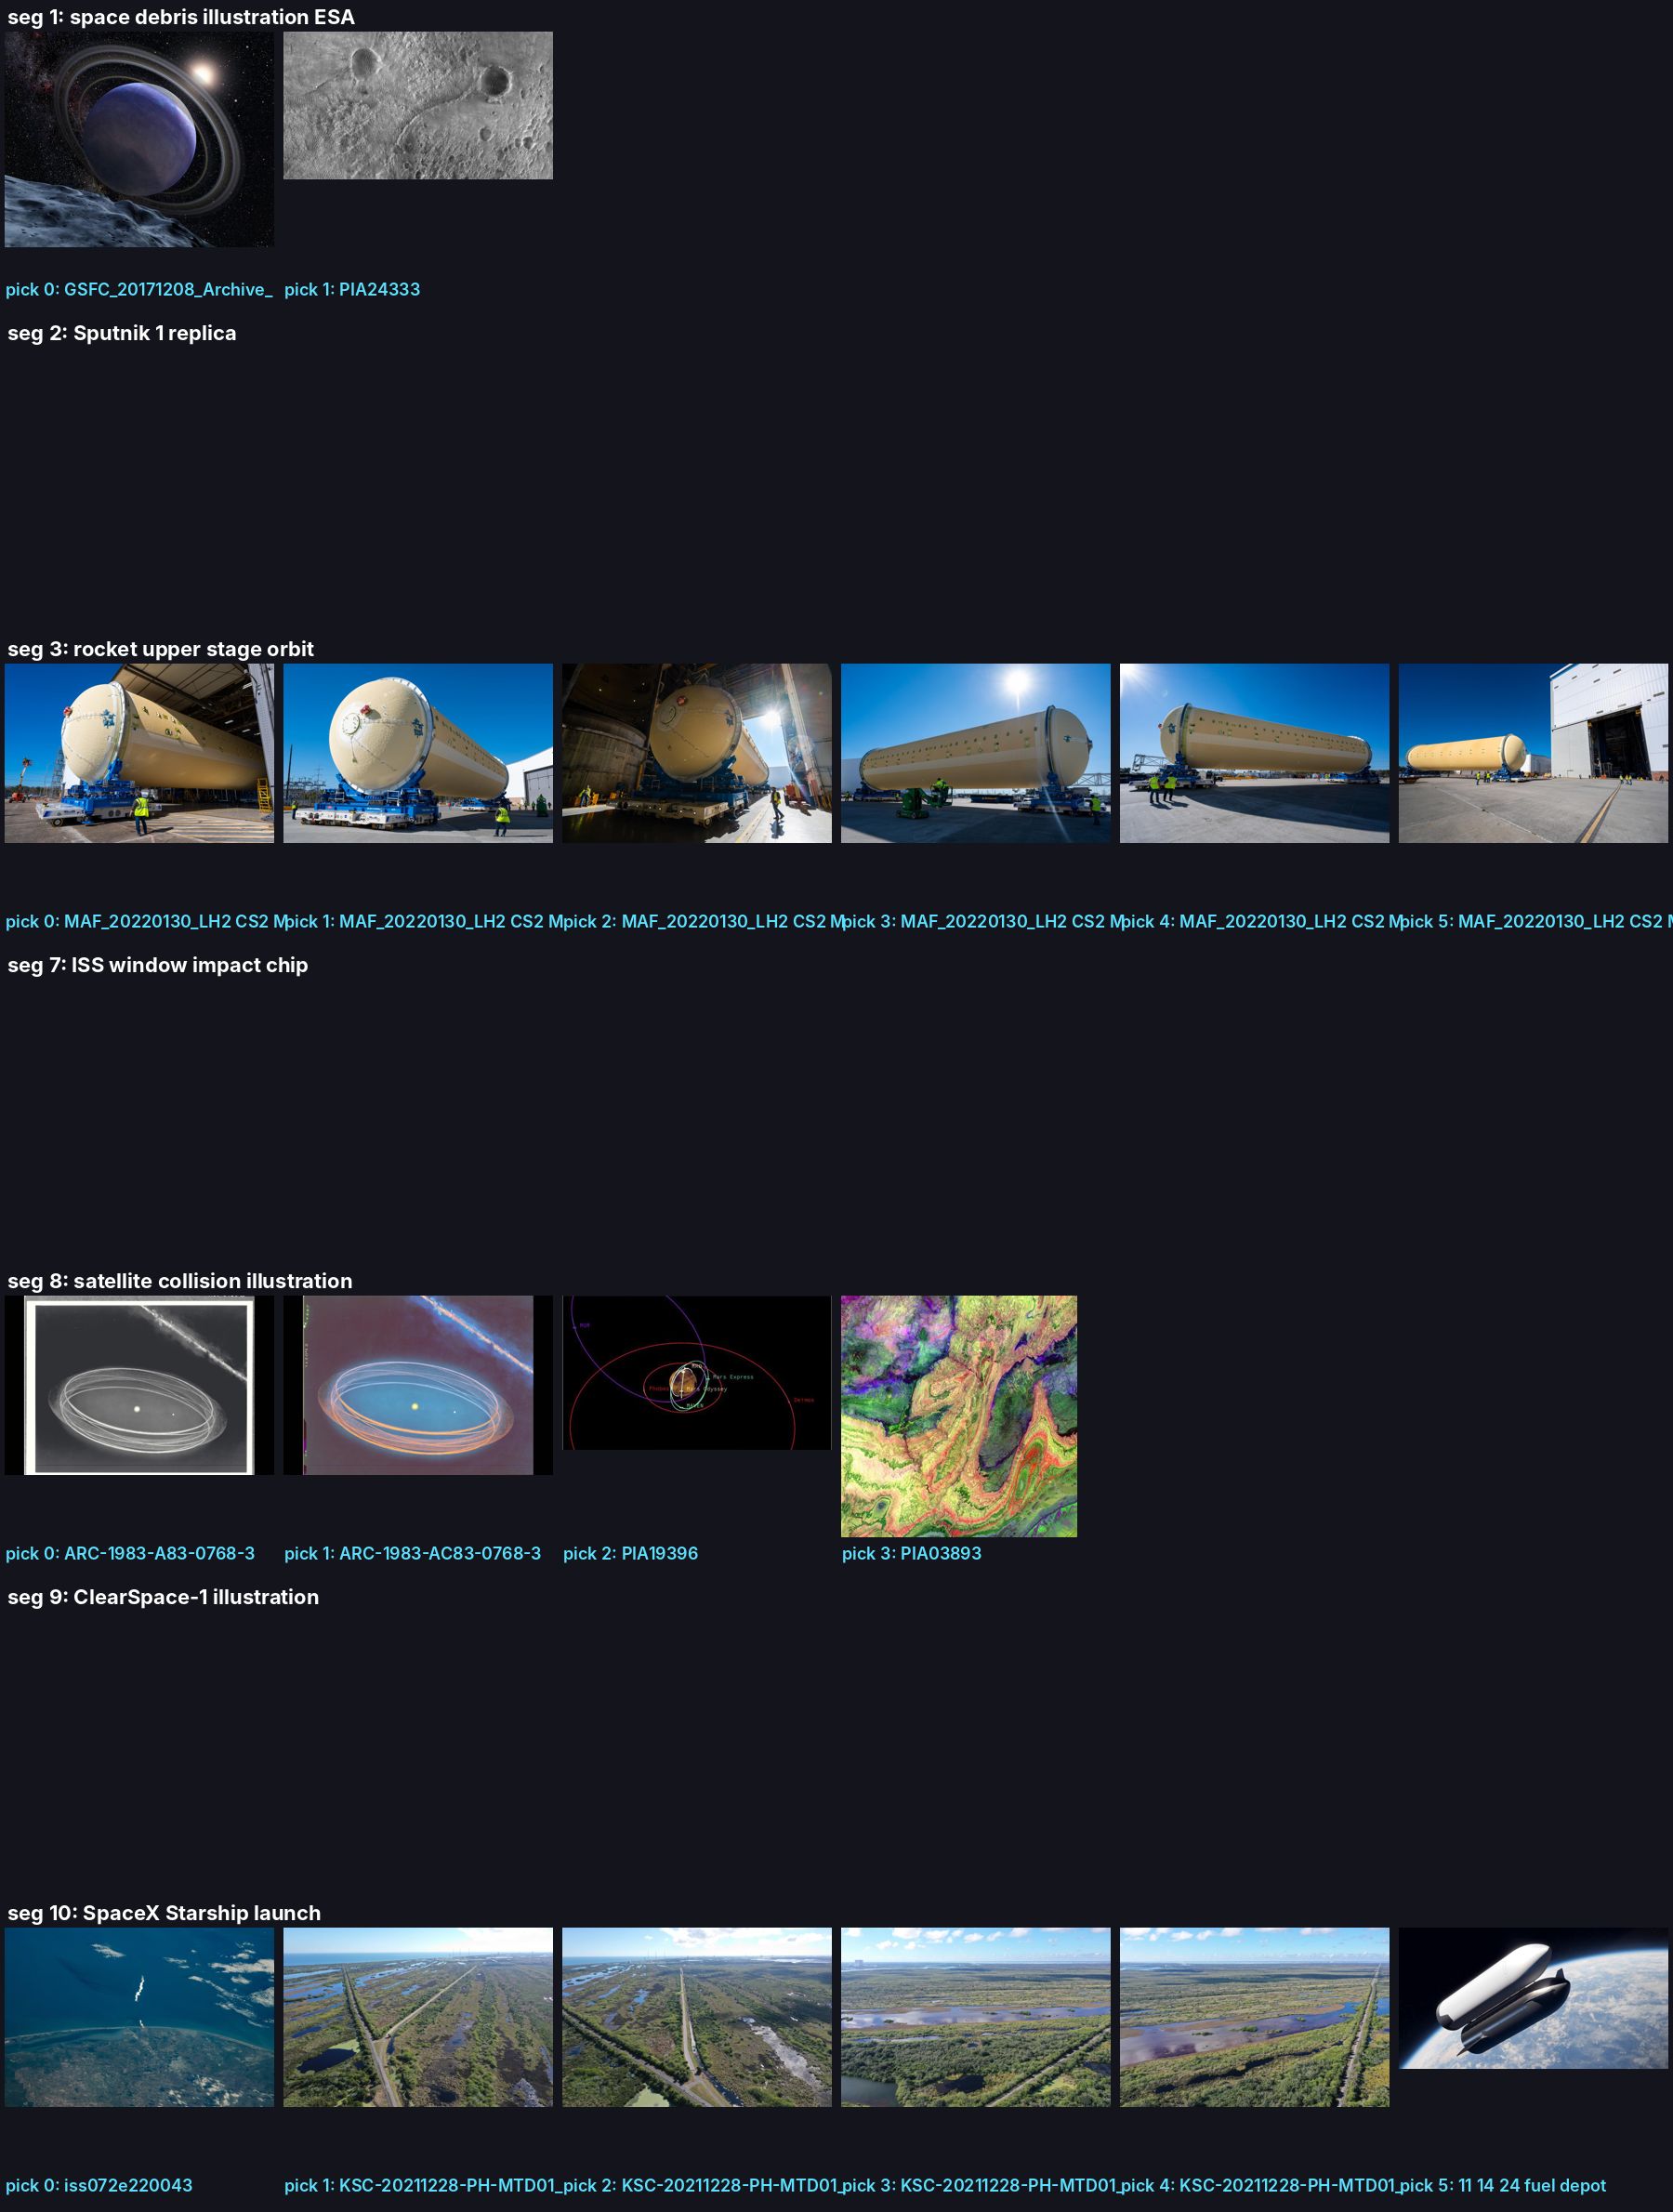 seg 1: space debris illustration ESA
pick 0: GSFC_20171208_Archive_ pick 1: PIA24333
seg 2: Sputnik 1 replica
seg 3: rocket upper stage orbit
pick 0: MAF_20220130_LH2 CS2 M pick 1: MAF_20220130_LH2 CS2 M pick 2: MAF_20220130_LH2 CS2 M pick 3: MAF_20220130_LH2 CS2 M pick 4: MAF_20220130_LH2 CS2 M pick 5: MAF_20220130_LH2 CS2 M
seg 7: ISS window impact chip
seg 8: satellite collision illustration
Mars Express
Mars Odyssey
pick 0: ARC-1983-A83-0768-3 pick 1: ARC-1983-AC83-0768-3 pick 2: PIA19396 pick 3: PIA03893
seg 9: ClearSpace-1 illustration
seg 10: SpaceX Starship launch
pick 0: iss072e220043 pick 1: KSC-20211228-PH-MTD01_ pick 2: KSC-20211228-PH-MTD01_ pick 3: KSC-20211228-PH-MTD01_ pick 4: KSC-20211228-PH-MTD01_ pick 5: 11 14 24 fuel depot